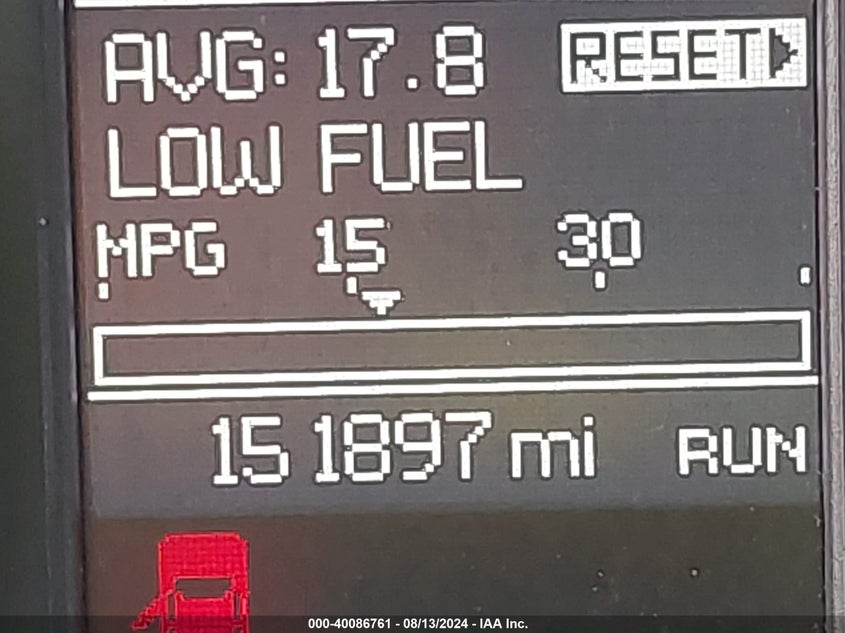 AVG: 17.8 RESET
LOW FUEL
MPG 15 30
151897 mi RUN
000-40086761 - 08/13/2024 - IAA Inc.